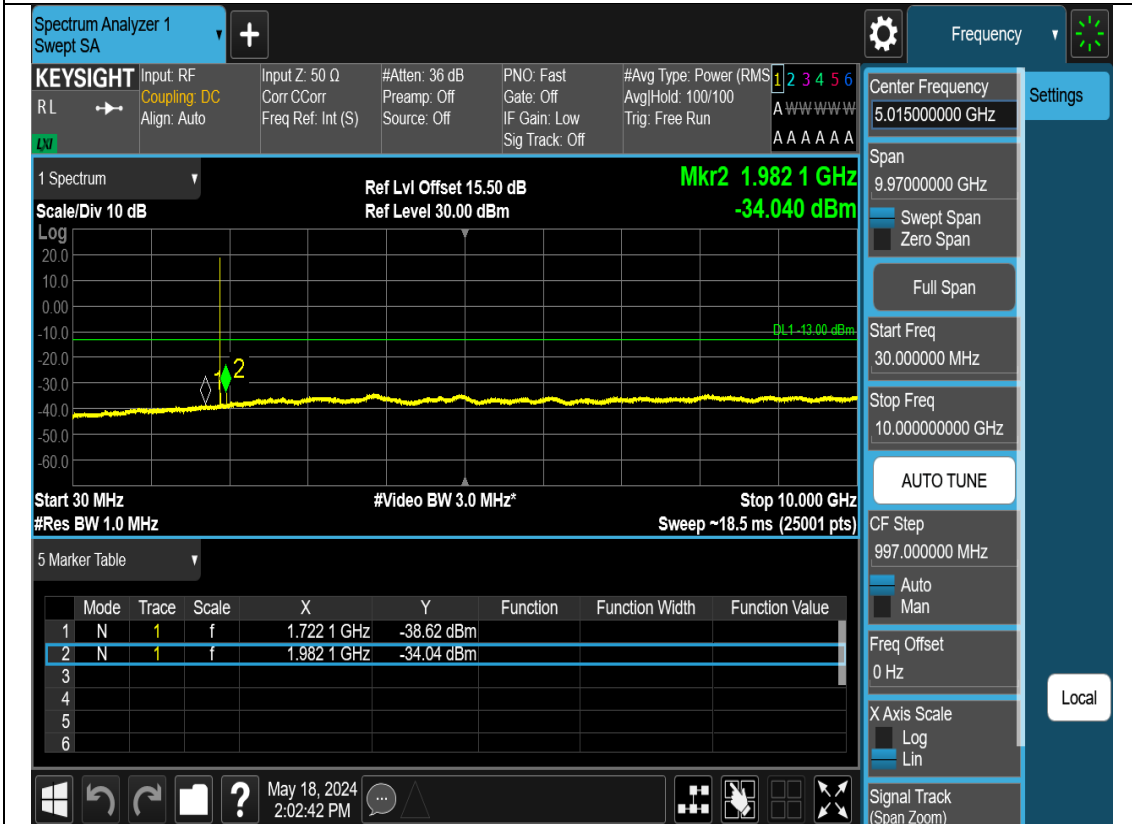 Spectrum Analyzer 1
Swept SA
Frequency
KEYSIGHT
R L
LXI
Input: RF
Coupling: DC
Align: Auto
Input Z: 50 Ω
Corr CCorr
Freq Ref: Int (S)
#Atten: 36 dB
Preamp: Off
Source: Off
PNO: Fast
Gate: Off
IF Gain: Low
Sig Track: Off
#Avg Type: Power (RMS
Avg|Hold: 100/100
Trig: Free Run
1 2 3 4 5 6
A W W W W W
A A A A A A
1 Spectrum
Scale/Div 10 dB
Ref Lvl Offset 15.50 dB
Ref Level 30.00 dBm
Mkr2 1.982 1 GHz
-34.040 dBm
Log
20.0
10.0
0.00
-10.0
-20.0
-30.0
-40.0
-50.0
-60.0
DL1 -13.00 dBm
1
2
Start 30 MHz
#Video BW 3.0 MHz*
Stop 10.000 GHz
#Res BW 1.0 MHz
Sweep ~18.5 ms (25001 pts)
5 Marker Table
Mode Trace Scale X Y Function Function Width Function Value
1 N 1 f 1.722 1 GHz -38.62 dBm
2 N 1 f 1.982 1 GHz -34.04 dBm
3
4
5
6
May 18, 2024
2:02:42 PM
Center Frequency
5.015000000 GHz
Span
9.97000000 GHz
Swept Span
Zero Span
Full Span
Start Freq
30.000000 MHz
Stop Freq
10.000000000 GHz
AUTO TUNE
CF Step
997.000000 MHz
Auto
Man
Freq Offset
0 Hz
X Axis Scale
Log
Lin
Signal Track
(Span Zoom)
Settings
Local